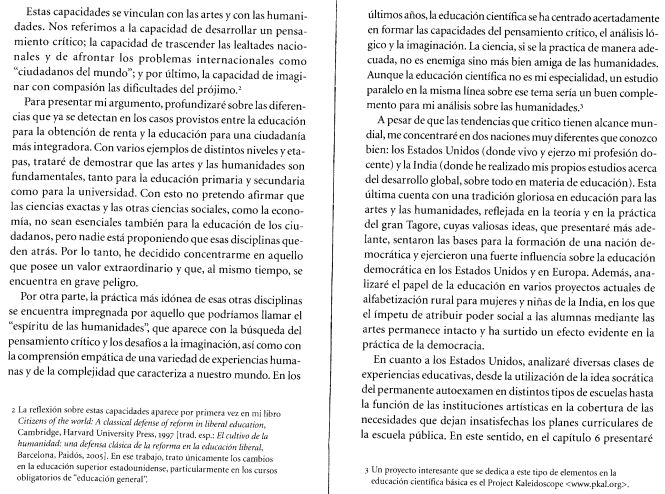 Estas capacidades se vinculan con las artes y con las humani-
dades. Nos referimos a la capacidad de desarrollar un pensa-
miento crítico; la capacidad de trascender las lealtades nacio-
nales y de afrontar los problemas internacionales como
"ciudadanos del mundo"; y por último, la capacidad de imagi-
nar con compasión las dificultades del prójimo.²
Para presentar mi argumento, profundizaré sobre las diferen-
cias que ya se detectan en los casos provistos entre la educación
para la obtención de renta y la educación para una ciudadanía
más integradora. Con varios ejemplos de distintos niveles y eta-
pas, trataré de demostrar que las artes y las humanidades son
fundamentales, tanto para la educación primaria y secundaria
como para la universidad. Con esto no pretendo afirmar que
las ciencias exactas y las otras ciencias sociales, como la econo-
mía, no sean esenciales también para la educación de los ciu-
dadanos, pero nadie está proponiendo que esas disciplinas que-
den atrás. Por lo tanto, he decidido concentrarme en aquello
que posee un valor extraordinario y que, al mismo tiempo, se
encuentra en grave peligro.
Por otra parte, la práctica más idónea de esas otras disciplinas
se encuentra impregnada por aquello que podríamos llamar el
"espíritu de las humanidades", que aparece con la búsqueda del
pensamiento crítico y los desafíos a la imaginación, así como con
la comprensión empática de una variedad de experiencias huma-
nas y de la complejidad que caracteriza a nuestro mundo. En los
2 La reflexión sobre estas capacidades aparece por primera vez en mi libro
Citizens of the world: A classical defense of reform in liberal education,
Cambridge, Harvard University Press, 1997 [trad. esp.: El cultivo de la
humanidad: una defensa clásica de la reforma en la educación liberal,
Barcelona, Paidós, 2005]. En ese trabajo, trato únicamente los cambios
en la educación superior estadounidense, particularmente en los cursos
obligatorios de "educación general".
últimos años, la educación científica se ha centrado acertadamente
en formar las capacidades del pensamiento crítico, el análisis ló-
gico y la imaginación. La ciencia, si se la practica de manera ade-
cuada, no es enemiga sino más bien amiga de las humanidades.
Aunque la educación científica no es mi especialidad, un estudio
paralelo en la misma línea sobre ese tema sería un buen comple-
mento para mi análisis sobre las humanidades.³
A pesar de que las tendencias que critico tienen alcance mun-
dial, me concentraré en dos naciones muy diferentes que conozco
bien: los Estados Unidos (donde vivo y ejerzo mi profesión do-
cente) y la India (donde he realizado mis propios estudios acerca
del desarrollo global, sobre todo en materia de educación). Esta
última cuenta con una tradición gloriosa en educación para las
artes y las humanidades, reflejada en la teoría y en la práctica
del gran Tagore, cuyas valiosas ideas, que presentaré más ade-
lante, sentaron las bases para la formación de una nación de-
mocrática y ejercieron una fuerte influencia sobre la educación
democrática en los Estados Unidos y en Europa. Además, ana-
lizaré el papel de la educación en varios proyectos actuales de
alfabetización rural para mujeres y niñas de la India, en los que
el ímpetu de atribuir poder social a las alumnas mediante las
artes permanece intacto y ha surtido un efecto evidente en la
práctica de la democracia.
En cuanto a los Estados Unidos, analizaré diversas clases de
experiencias educativas, desde la utilización de la idea socrática
del permanente autoexamen en distintos tipos de escuelas hasta
la función de las instituciones artísticas en la cobertura de las
necesidades que dejan insatisfechas los planes curriculares de
la escuela pública. En este sentido, en el capítulo 6 presentaré
3 Un proyecto interesante que se dedica a este tipo de elementos en la
educación científica básica es el Project Kaleidoscope <www.pkal.org>.